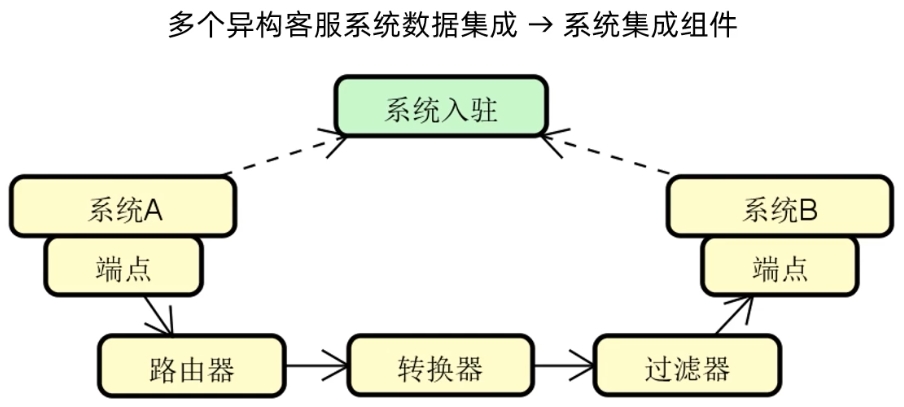 多个异构客服系统数据集成 → 系统集成组件
系统入驻
系统A
系统B
端点
端点
路由器
转换器
过滤器